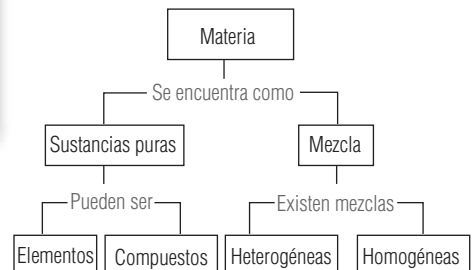 Materia
Se encuentra como
Sustancias puras
Mezcla
Pueden ser
Existen mezclas
Elementos
Compuestos
Heterogéneas
Homogéneas